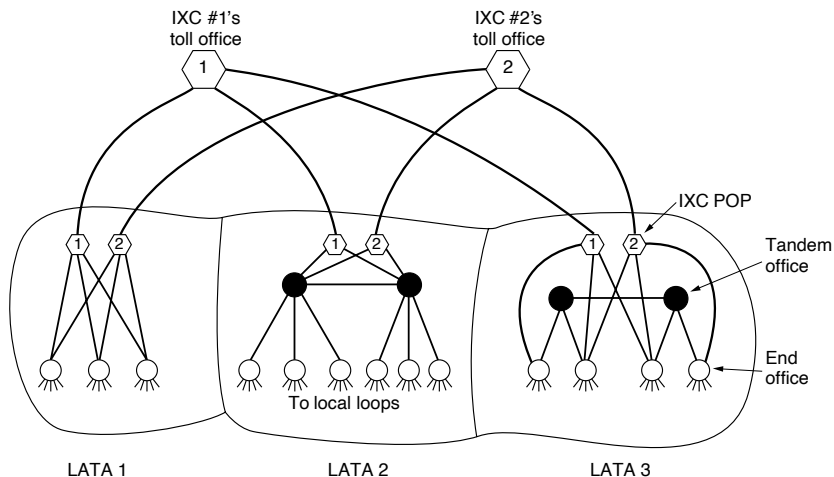 IXC #1's
toll office
IXC #2's
toll office
1
2
IXC POP
1
2
1
2
1
2
Tandem
office
End
office
To local loops
LATA 1
LATA 2
LATA 3